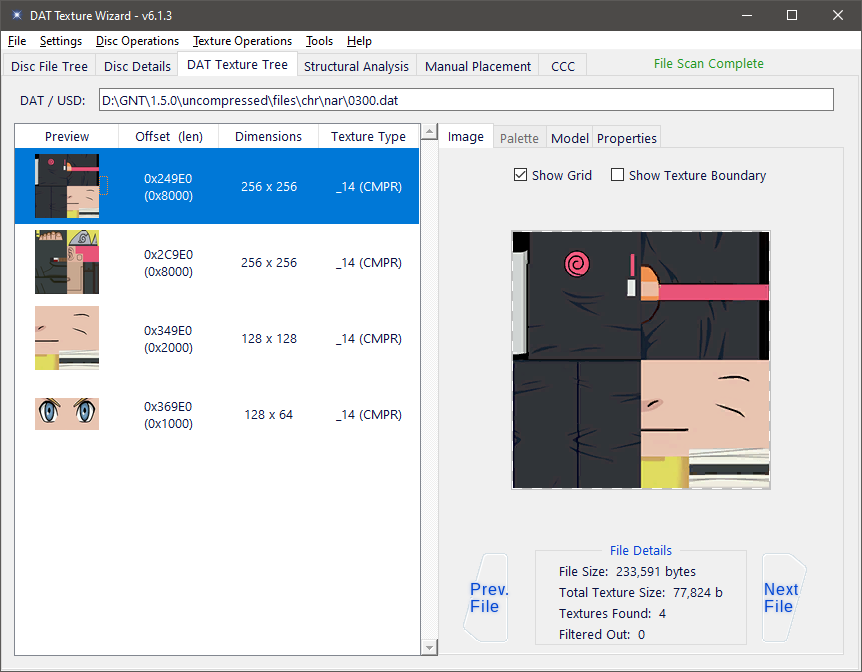 DAT Texture Wizard - v6.1.3
File Settings Disc Operations Texture Operations Tools Help
Disc File Tree Disc Details DAT Texture Tree Structural Analysis Manual Placement CCC File Scan Complete
DAT / USD: D:\GNT\1.5.0\uncompressed\files\chr\nar\0300.dat
Preview Offset (len) Dimensions Texture Type
0x249E0
(0x8000)
256 x 256 _14 (CMPR)
0x2C9E0
(0x8000)
256 x 256 _14 (CMPR)
0x349E0
(0x2000)
128 x 128 _14 (CMPR)
0x369E0
(0x1000)
128 x 64 _14 (CMPR)
Image Palette Model Properties
Show Grid Show Texture Boundary
Prev.
File
File Details
File Size: 233,591 bytes
Total Texture Size: 77,824 b
Textures Found: 4
Filtered Out: 0
Next
File